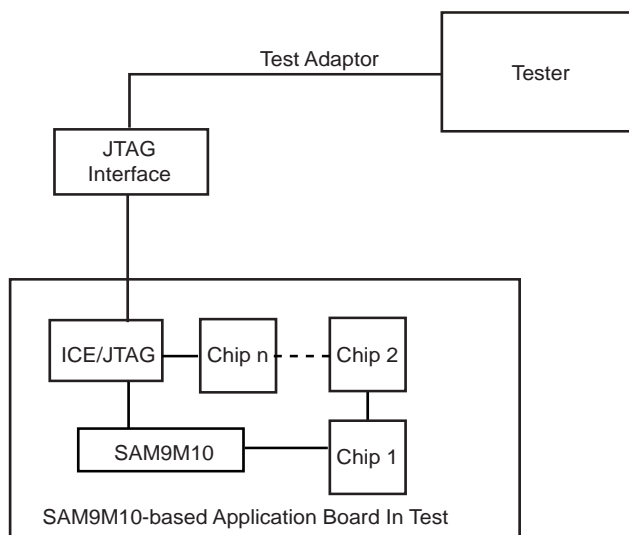 Test Adaptor
Tester
JTAG
Interface
ICE/JTAG
Chip n
Chip 2
SAM9M10
Chip 1
SAM9M10-based Application Board In Test